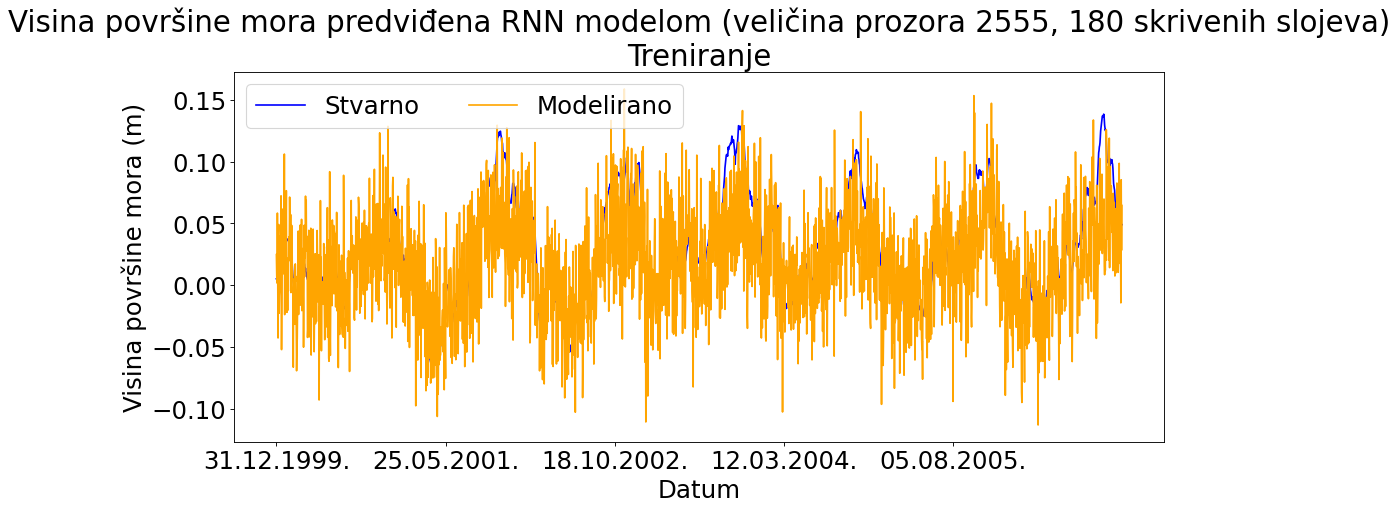 Visina površine mora predviđena RNN modelom (veličina prozora 2555, 180 skrivenih slojeva)
Treniranje
Stvarno Modelirano
Visina površine mora (m)
0.15
0.10
0.05
0.00
−0.05
−0.10
31.12.1999. 25.05.2001. 18.10.2002. 12.03.2004. 05.08.2005.
Datum